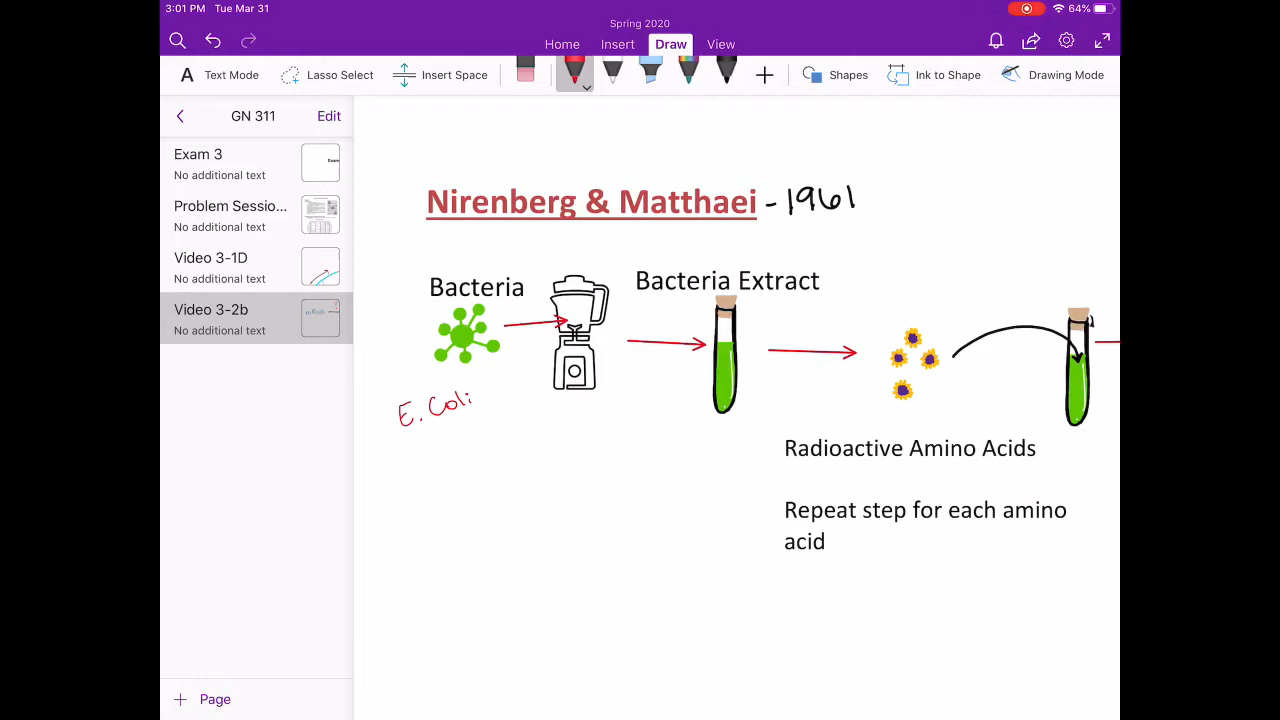 3:01 PM Tue Mar 31
64%
Spring 2020
Home Insert Draw View
A Text Mode Lasso Select Insert Space Shapes Ink to Shape Drawing Mode
GN 311 Edit
Exam 3
No additional text
Problem Sessio...
No additional text
Video 3-1D
No additional text
Video 3-2b
No additional text
+ Page
Nirenberg & Matthaei - 1961
Bacteria
Bacteria Extract
E. Coli
Radioactive Amino Acids
Repeat step for each amino
acid